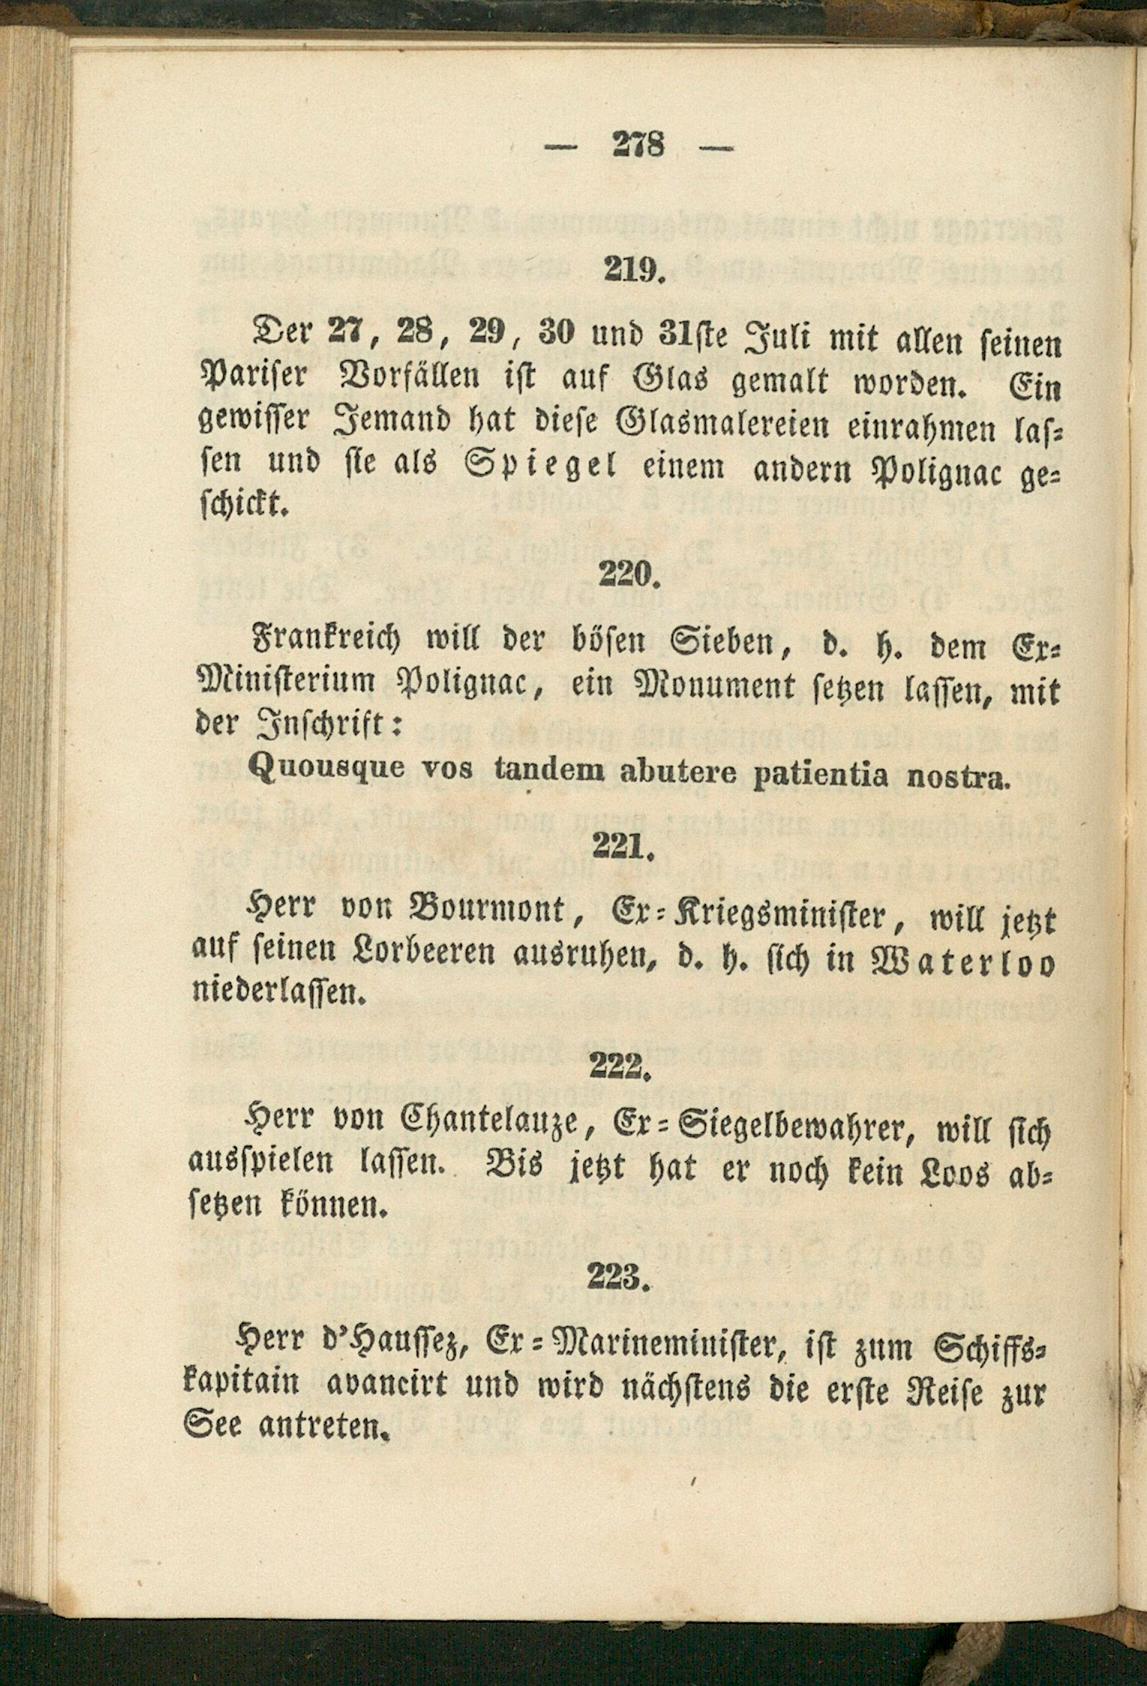 — 278 —
219.
Der 27, 28, 29, 30 und 31ste Juli mit allen seinen
Pariser Vorfällen ist auf Glas gemalt worden. Ein
gewisser Jemand hat diese Glasmalereien einrahmen las-
sen und sie als Spiegel einem andern Polignac ge-
schickt.
220.
Frankreich will der bösen Sieben, d. h. dem Ex-
Ministerium Polignac, ein Monument setzen lassen, mit
der Inschrift:
Quousque vos tandem abutere patientia nostra.
221.
Herr von Bourmont, Ex-Kriegsminister, will jetzt
auf seinen Lorbeeren ausruhen, d. h. sich in Waterloo
niederlassen.
222.
Herr von Chantelauze, Ex-Siegelbewahrer, will sich
ausspielen lassen. Bis jetzt hat er noch kein Loos ab-
setzen können.
223.
Herr d'Haussez, Ex-Marineminister, ist zum Schiffs-
kapitain avancirt und wird nächstens die erste Reise zur
See antreten.